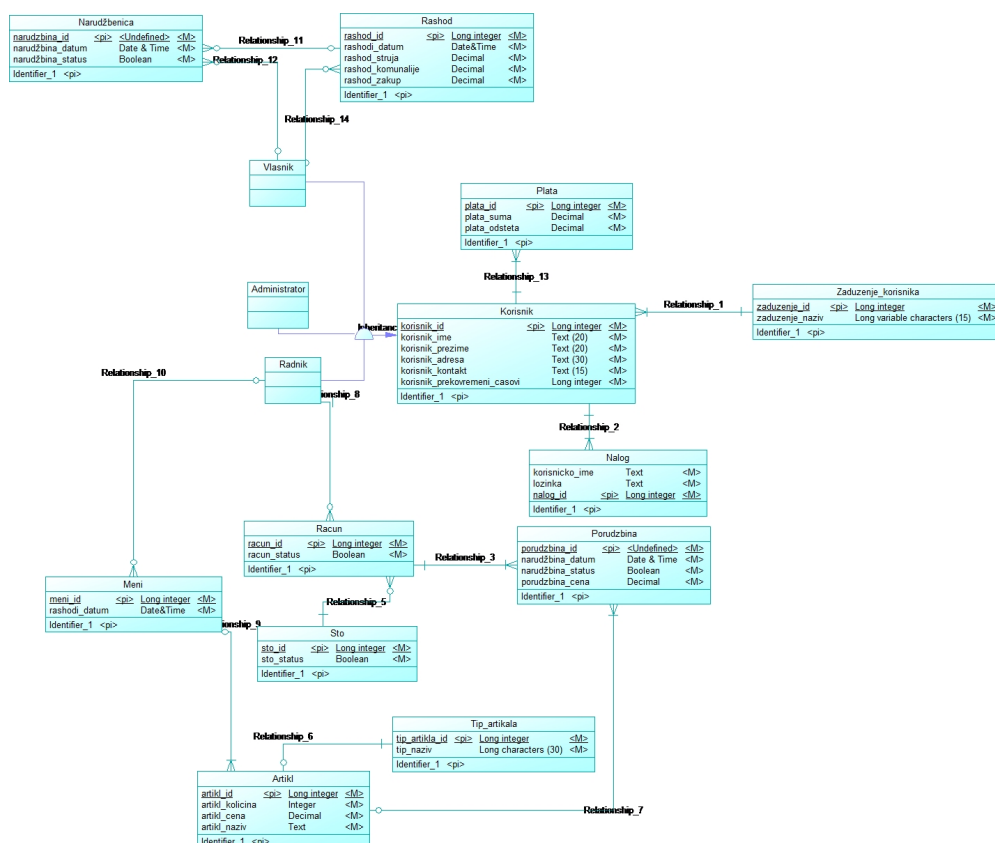 Narudžbenica
narudzbina_id <pi> <Undefined> <M>
narudžbina_datum Date & Time <M>
narudžbina_status Boolean <M>
Identifier_1 <pi>
Relationship_11
Relationship_12
Rashod
rashod_id <pi> Long integer <M>
rashodi_datum Date&Time <M>
rashod_struja Decimal <M>
rashod_komunalije Decimal <M>
rashod_zakup Decimal <M>
Identifier_1 <pi>
Relationship_14
Vlasnik
Plata
plata_id <pi> Long integer <M>
plata_suma Decimal <M>
plata_odsteta Decimal <M>
Identifier_1 <pi>
Relationship_13
Administrator
Inheritanc
Korisnik
korisnik_id <pi> Long integer <M>
korisnik_ime Text (20) <M>
korisnik_prezime Text (20) <M>
korisnik_adresa Text (30) <M>
korisnik_kontakt Text (15) <M>
korisnik_prekovremeni_casovi Long integer <M>
Identifier_1 <pi>
Relationship_1
Zaduzenje_korisnika
zaduzenje_id <pi> Long integer <M>
zaduzenje_naziv Long variable characters (15) <M>
Identifier_1 <pi>
Radnik
Relationship_10
ionship_8
Relationship_2
Nalog
korisnicko_ime Text <M>
lozinka Text <M>
nalog_id <pi> Long integer <M>
Identifier_1 <pi>
Racun
racun_id <pi> Long integer <M>
racun_status Boolean <M>
Identifier_1 <pi>
Relationship_3
Porudzbina
porudzbina_id <pi> <Undefined> <M>
narudžbina_datum Date & Time <M>
narudžbina_status Boolean <M>
porudzbina_cena Decimal <M>
Identifier_1 <pi>
Meni
meni_id <pi> Long integer <M>
rashodi_datum Date&Time <M>
Identifier_1 <pi>
Relationship_5
ionship_9
Sto
sto_id <pi> Long integer <M>
sto_status Boolean <M>
Identifier_1 <pi>
Relationship_6
Tip_artikala
tip_artikla_id <pi> Long integer <M>
tip_naziv Long characters (30) <M>
Identifier_1 <pi>
Artikl
artikl_id <pi> Long integer <M>
artikl_kolicina Integer <M>
artikl_cena Decimal <M>
artikl_naziv Text <M>
Identifier_1 <pi>
Relationship_7